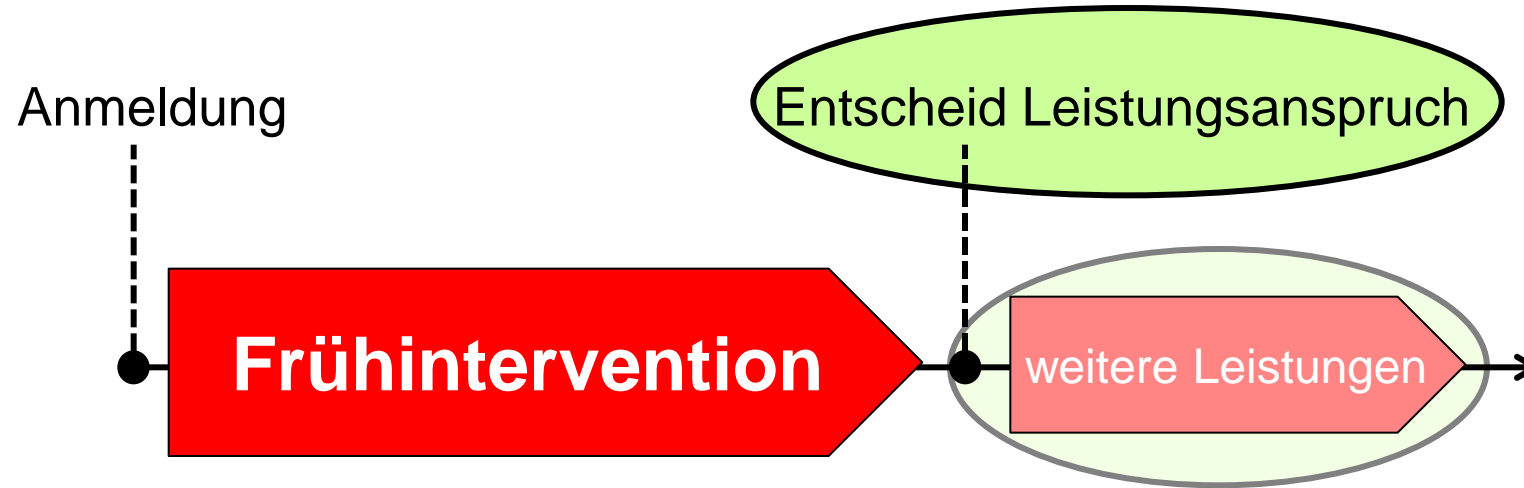 Anmeldung
Entscheid Leistungsanspruch
Frühintervention
weitere Leistungen